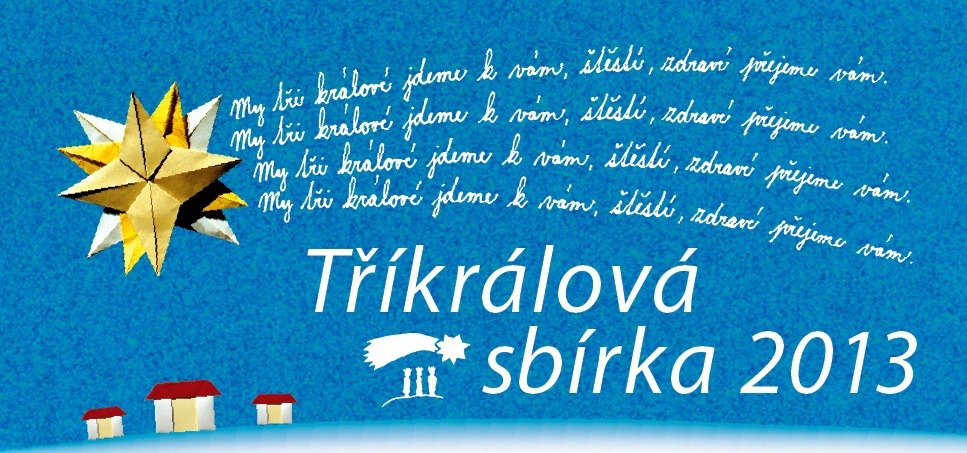 My tři králové jdeme k vám, štěstí, zdraví přejeme vám.
My tři králové jdeme k vám, štěstí, zdraví přejeme vám.
My tři králové jdeme k vám, štěstí, zdraví přejeme vám.
My tři králové jdeme k vám, štěstí, zdraví přejeme vám.
Tříkrálová
sbírka 2013